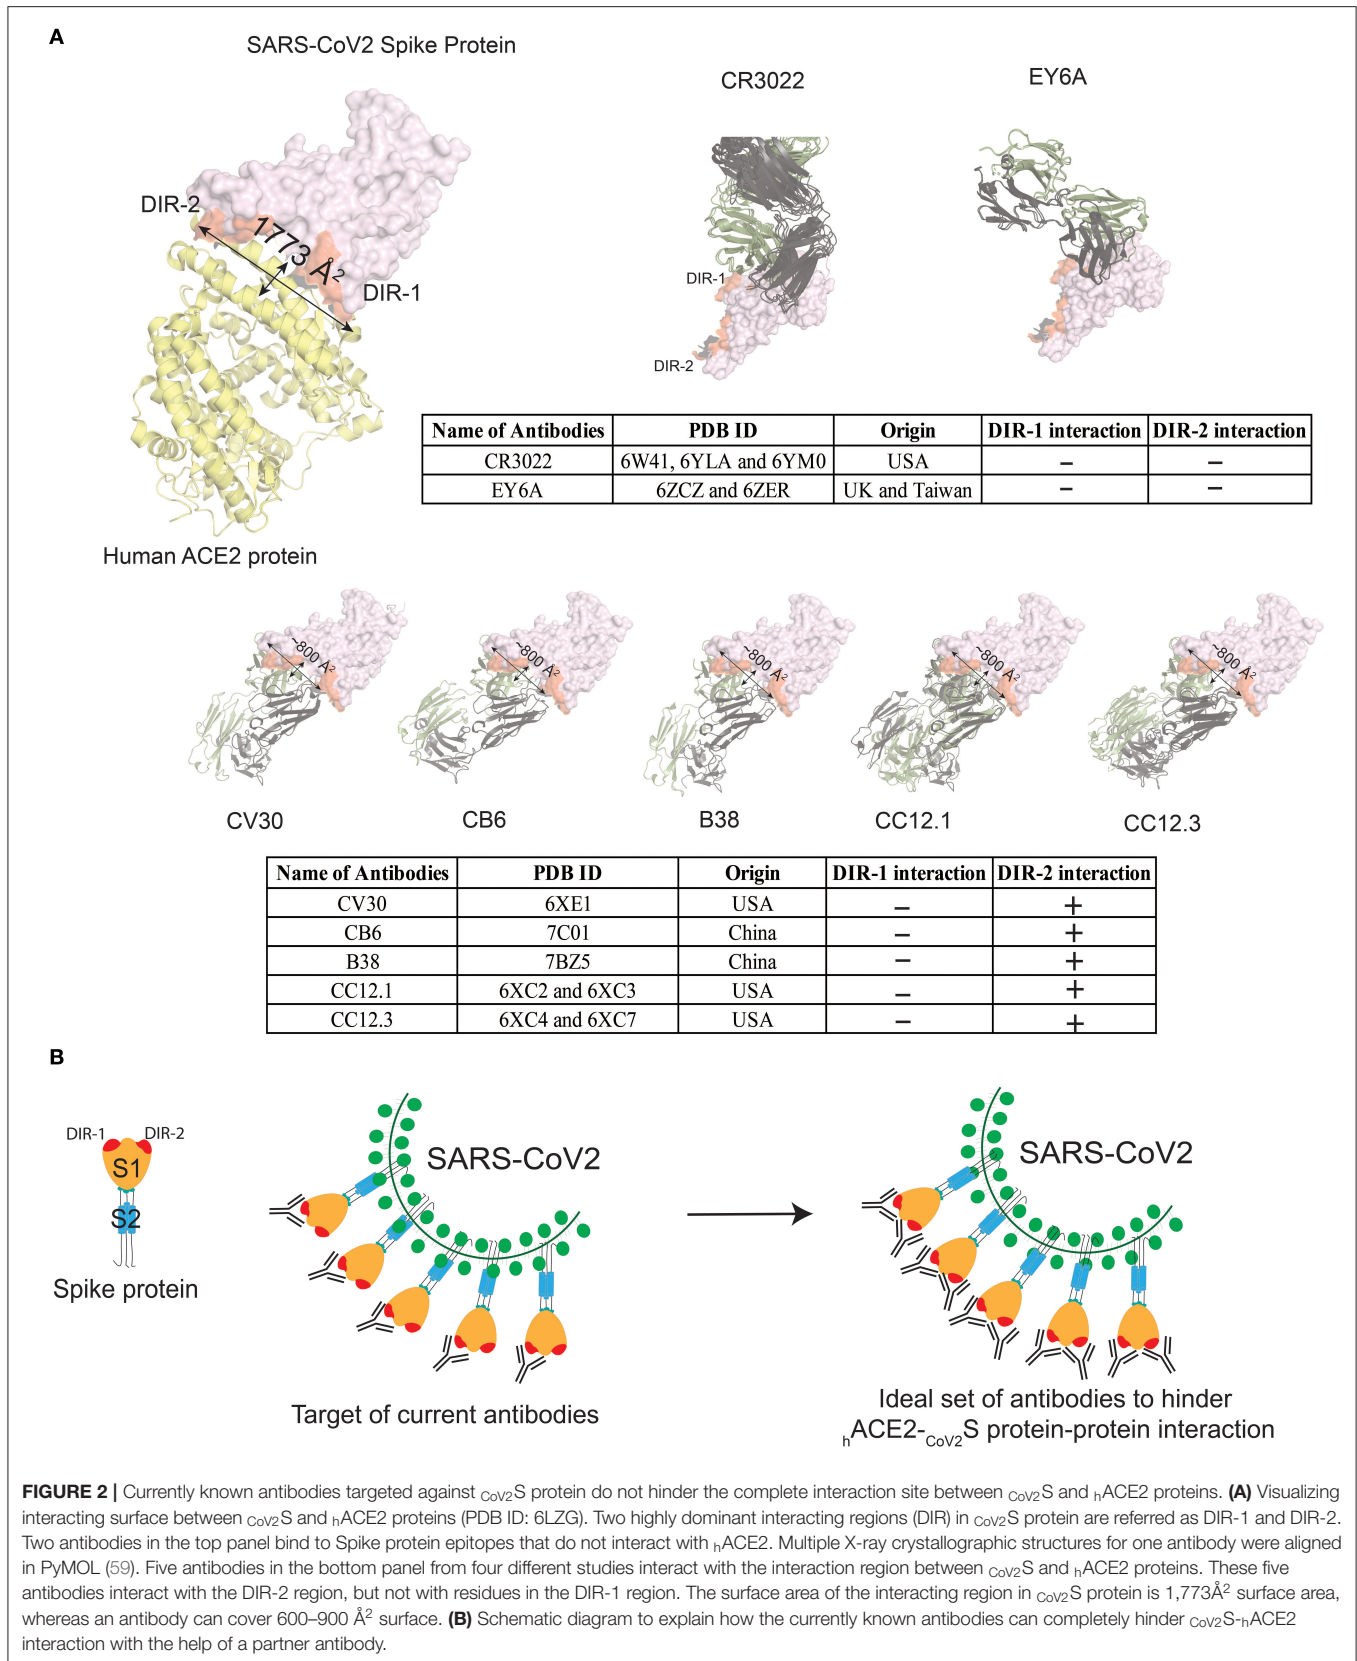 A
SARS-CoV2 Spike Protein
CR3022
EY6A
DIR-2
1773 Å²
DIR-1
DIR-1
DIR-2
Human ACE2 protein
Name of Antibodies PDB ID Origin DIR-1 interaction DIR-2 interaction
CR3022 6W41, 6YLA and 6YM0 USA – –
EY6A 6ZCZ and 6ZER UK and Taiwan – –
~800 Å²
~800 Å²
~800 Å²
~800 Å²
~800 Å²
CV30
CB6
B38
CC12.1
CC12.3
Name of Antibodies PDB ID Origin DIR-1 interaction DIR-2 interaction
CV30 6XE1 USA – +
CB6 7C01 China – +
B38 7BZ5 China – +
CC12.1 6XC2 and 6XC3 USA – +
CC12.3 6XC4 and 6XC7 USA – +
B
DIR-1
DIR-2
S1
S2
Spike protein
SARS-CoV2
Target of current antibodies
SARS-CoV2
Ideal set of antibodies to hinder
hACE2-CoV2S protein-protein interaction
FIGURE 2 | Currently known antibodies targeted against CoV2S protein do not hinder the complete interaction site between CoV2S and hACE2 proteins. (A) Visualizing
interacting surface between CoV2S and hACE2 proteins (PDB ID: 6LZG). Two highly dominant interacting regions (DIR) in CoV2S protein are referred as DIR-1 and DIR-2.
Two antibodies in the top panel bind to Spike protein epitopes that do not interact with hACE2. Multiple X-ray crystallographic structures for one antibody were aligned
in PyMOL (59). Five antibodies in the bottom panel from four different studies interact with the interaction region between CoV2S and hACE2 proteins. These five
antibodies interact with the DIR-2 region, but not with residues in the DIR-1 region. The surface area of the interacting region in CoV2S protein is 1,773Å² surface area,
whereas an antibody can cover 600–900 Å² surface. (B) Schematic diagram to explain how the currently known antibodies can completely hinder CoV2S-hACE2
interaction with the help of a partner antibody.